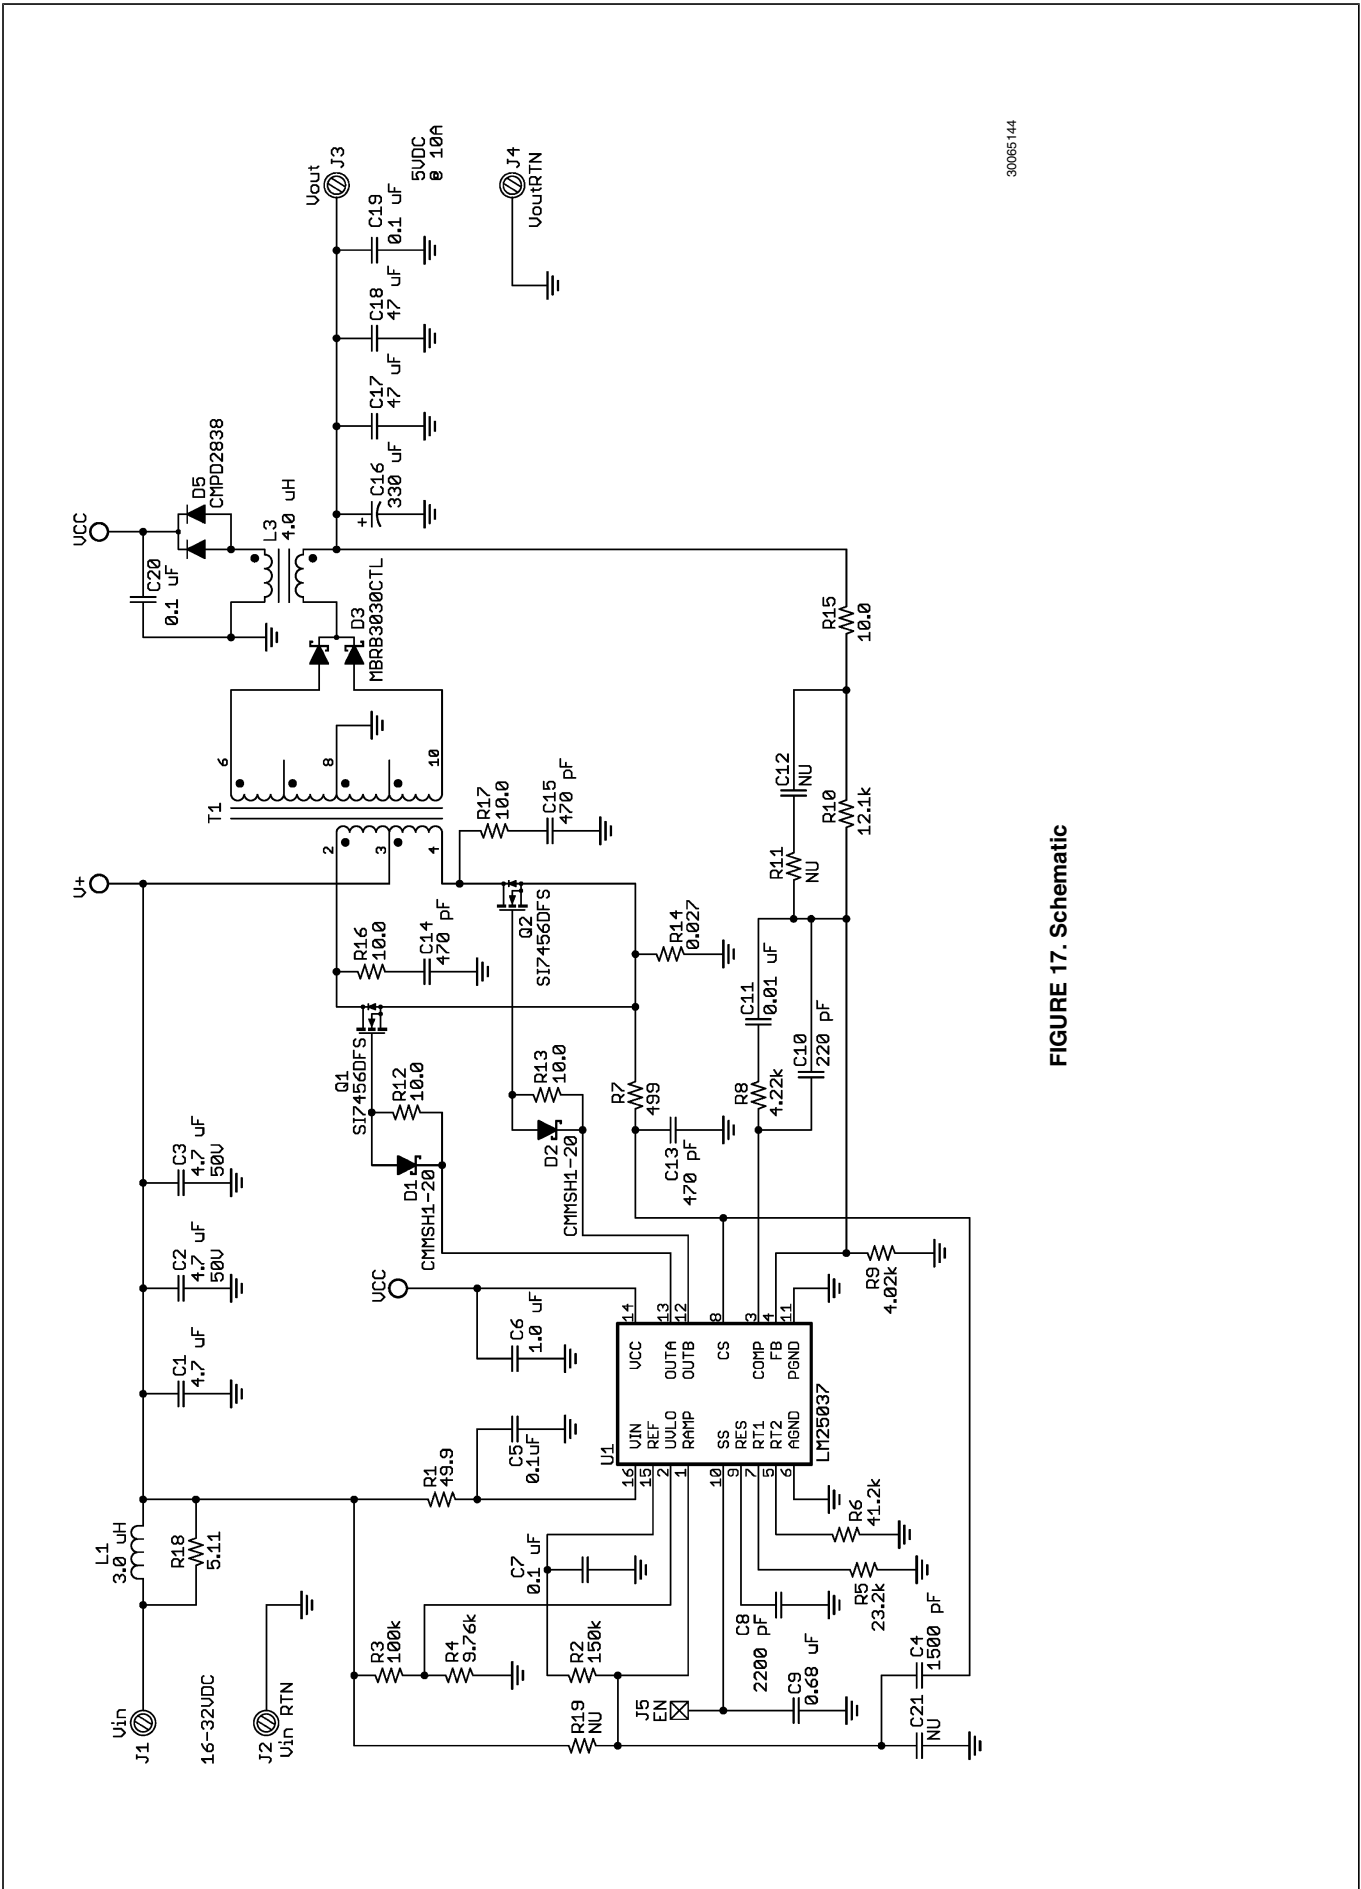 Vin
J1
16-32VDC
J2
Vin RTN
L1
3.0 uH
R18
5.11
C1
4.7 uF
C2
4.7 uF
50V
C3
4.7 uF
50V
V+
VCC
C20
0.1 uF
D5
CMPD2838
L3
4.0 uH
Vout
J3
5VDC
@ 10A
J4
VoutRTN
C16
330 uF
+
C17
47 uF
C18
47 uF
C19
0.1 uF
D3
MBRB3030CTL
T1
6
8
10
2
3
4
R16
10.0
C14
470 pF
R17
10.0
C15
470 pF
Q1
SI7456DFS
Q2
SI7456DFS
R12
10.0
D1
CMMSH1-20
R13
10.0
D2
CMMSH1-20
R14
0.027
R7
499
C13
470 pF
R8
4.22k
C11
0.01 uF
C10
220 pF
R11
NU
C12
NU
R10
12.1k
R15
10.0
R9
4.02k
VCC
C6
1.0 uF
R1
49.9
C5
0.1uF
C7
0.1 uF
R3
100k
R4
9.76k
R2
150k
R19
NU
J5
EN
C8
2200 pF
C9
0.68 uF
R5
23.2k
R6
41.2k
C4
1500 pF
C21
NU
U1
LM25037
16 VIN VCC 14
15 REF
2 UVLO OUTA 13
1 RAMP OUTB 12
10 SS CS 8
9 RES
7 RT1 COMP 3
5 RT2 FB 4
6 AGND PGND 11
30065144
FIGURE 17. Schematic